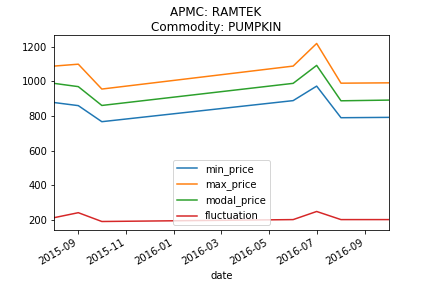 APMC: RAMTEK
Commodity: PUMPKIN
1200
1000
800
600
400
200
min_price
max_price
modal_price
fluctuation
2015-09
2015-11
2016-01
2016-03
2016-05
2016-07
2016-09
date